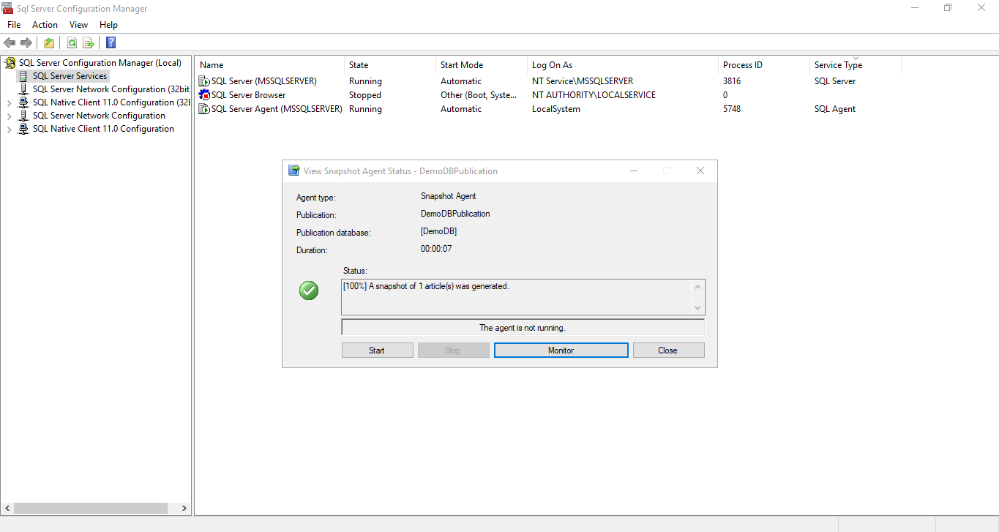 Sql Server Configuration Manager
File Action View Help
SQL Server Configuration Manager (Local)
SQL Server Services
SQL Server Network Configuration (32bit
SQL Native Client 11.0 Configuration (32l
SQL Server Network Configuration
SQL Native Client 11.0 Configuration
Name State Start Mode Log On As Process ID Service Type
SQL Server (MSSQLSERVER) Running Automatic NT Service\MSSQLSERVER 3816 SQL Server
SQL Server Browser Stopped Other (Boot, Syste... NT AUTHORITY\LOCALSERVICE 0
SQL Server Agent (MSSQLSERVER) Running Automatic LocalSystem 5748 SQL Agent
View Snapshot Agent Status - DemoDBPublication
Agent type: Snapshot Agent
Publication: DemoDBPublication
Publication database: [DemoDB]
Duration: 00:00:07
Status:
[100%] A snapshot of 1 article(s) was generated.
The agent is not running.
Start Stop Monitor Close